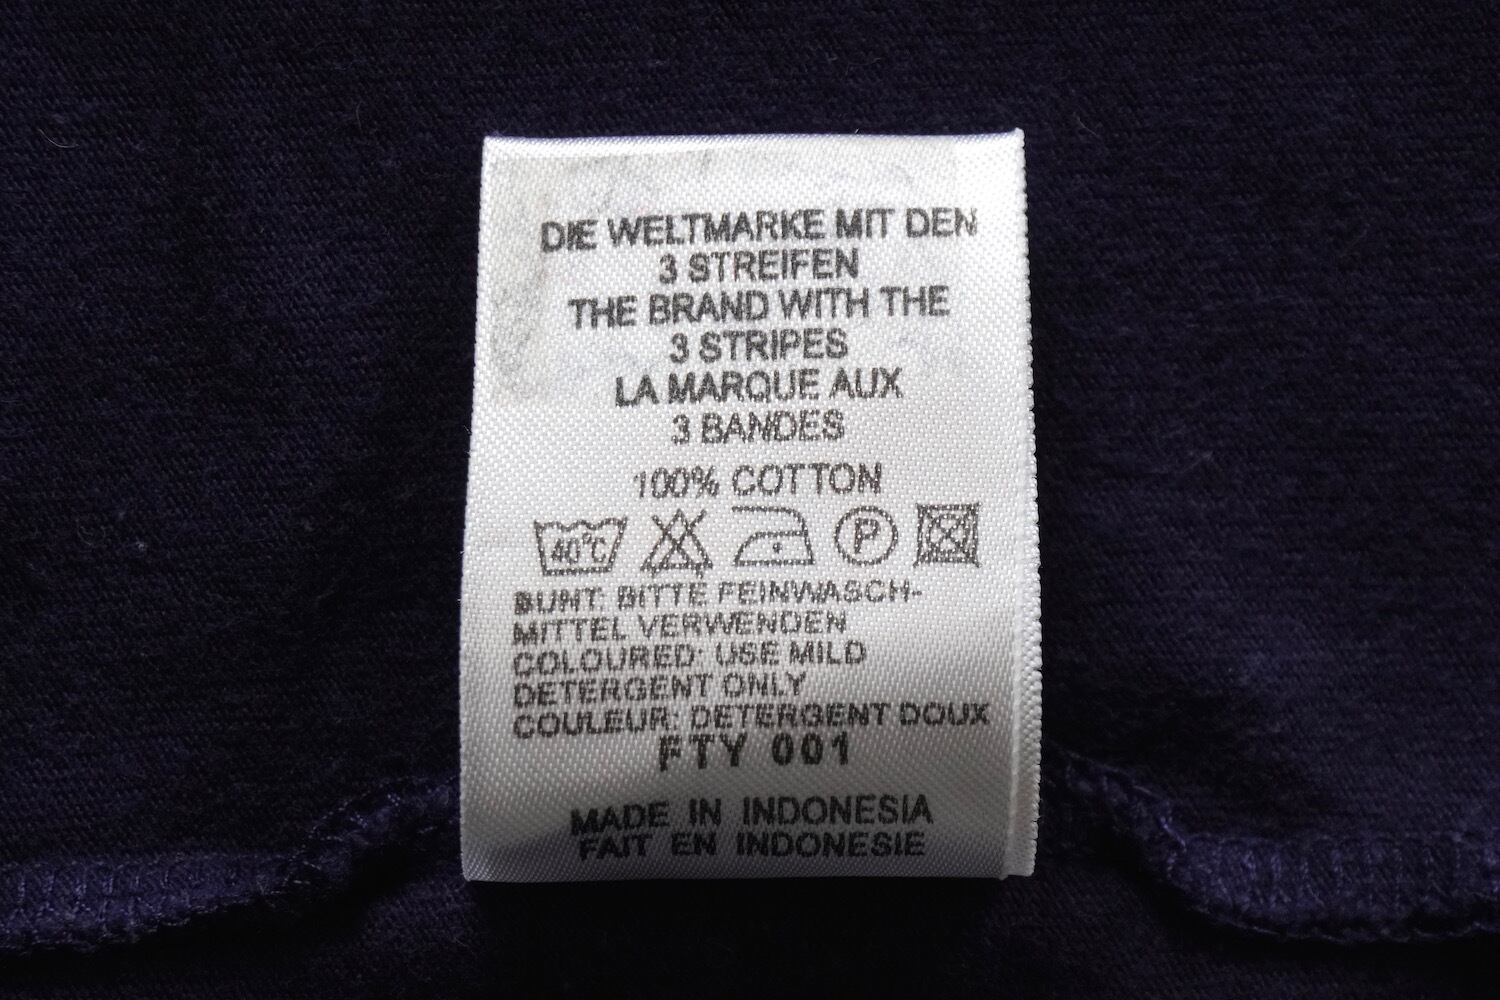 DIE WELTMARKE MIT DEN
3 STREIFEN
THE BRAND WITH THE
3 STRIPES
LA MARQUE AUX
3 BANDES
100% COTTON
40°C P
BUNT: BITTE FEINWASCH-
MITTEL VERWENDEN
COLOURED: USE MILD
DETERGENT ONLY
COULEUR: DETERGENT DOUX
FTY 001
MADE IN INDONESIA
FAIT EN INDONESIE